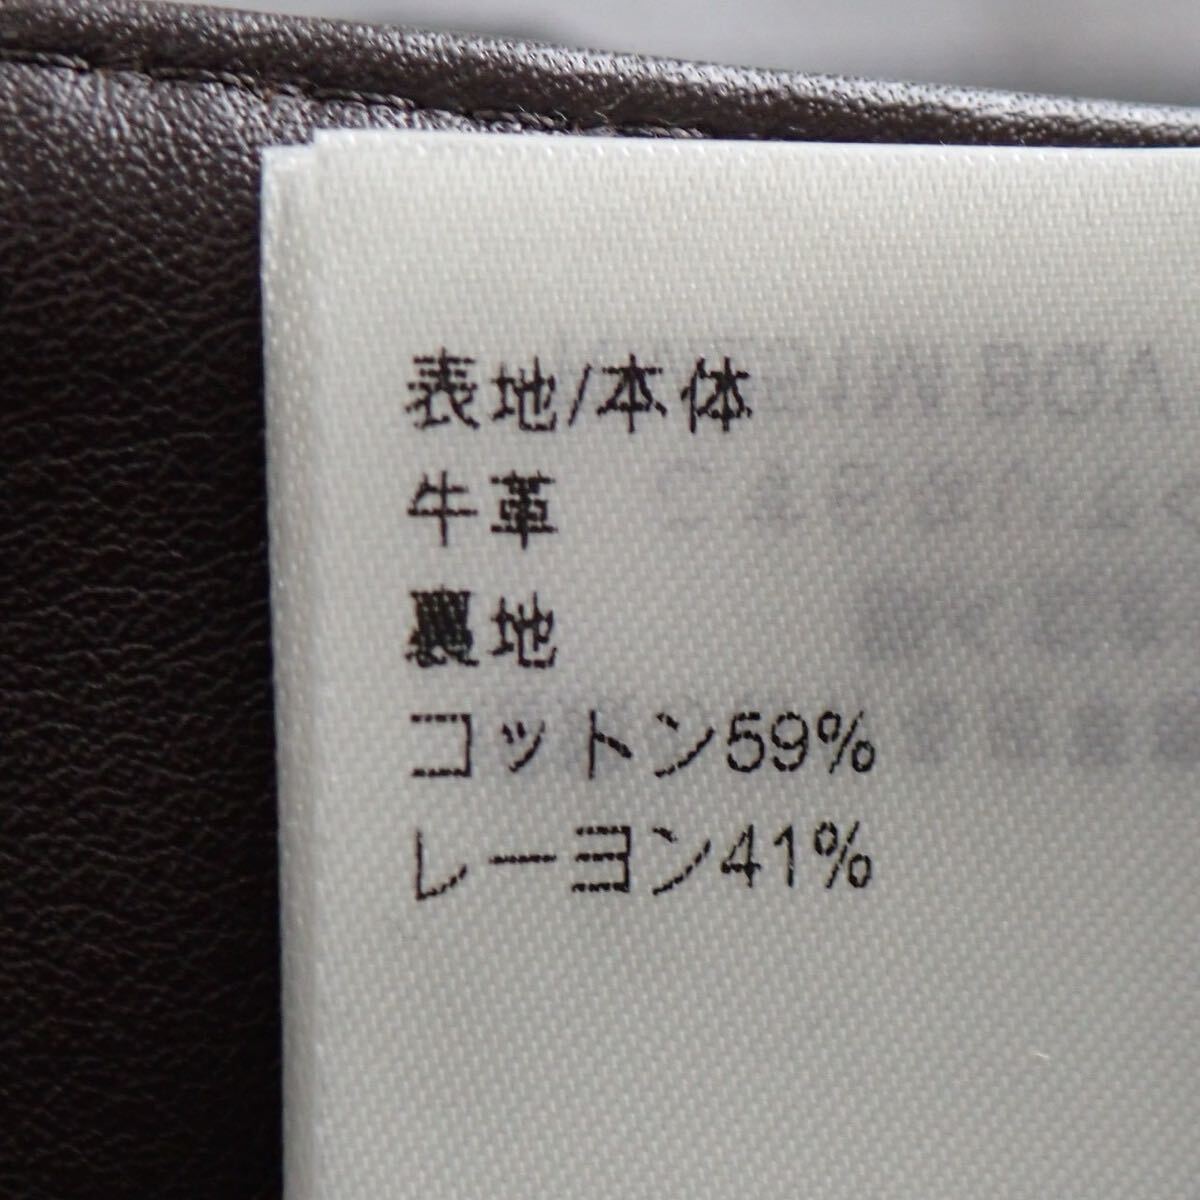 表地/本体
牛革
裏地
コットン59%
レーヨン41%